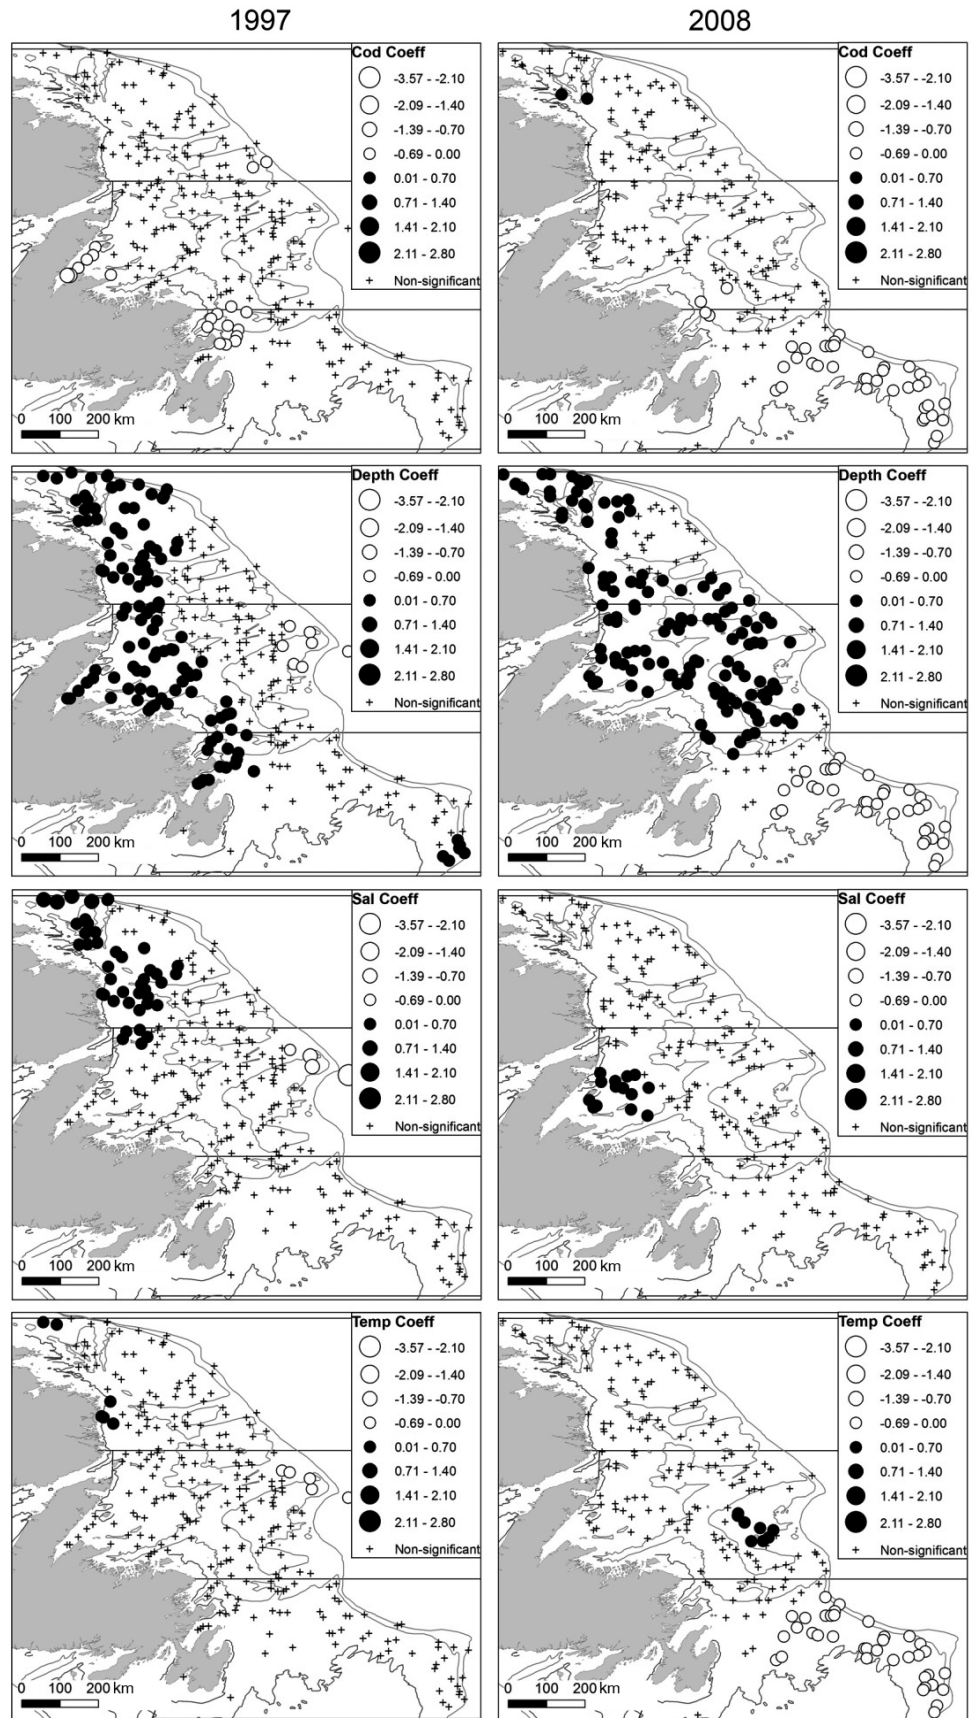 1997
2008
Cod Coeff
-3.57 - -2.10
-2.09 - -1.40
-1.39 - -0.70
-0.69 - 0.00
0.01 - 0.70
0.71 - 1.40
1.41 - 2.10
2.11 - 2.80
Non-significant
0 100 200 km
Cod Coeff
-3.57 - -2.10
-2.09 - -1.40
-1.39 - -0.70
-0.69 - 0.00
0.01 - 0.70
0.71 - 1.40
1.41 - 2.10
2.11 - 2.80
Non-significant
0 100 200 km
Depth Coeff
-3.57 - -2.10
-2.09 - -1.40
-1.39 - -0.70
-0.69 - 0.00
0.01 - 0.70
0.71 - 1.40
1.41 - 2.10
2.11 - 2.80
Non-significant
0 100 200 km
Depth Coeff
-3.57 - -2.10
-2.09 - -1.40
-1.39 - -0.70
-0.69 - 0.00
0.01 - 0.70
0.71 - 1.40
1.41 - 2.10
2.11 - 2.80
Non-significant
0 100 200 km
Sal Coeff
-3.57 - -2.10
-2.09 - -1.40
-1.39 - -0.70
-0.69 - 0.00
0.01 - 0.70
0.71 - 1.40
1.41 - 2.10
2.11 - 2.80
Non-significant
0 100 200 km
Sal Coeff
-3.57 - -2.10
-2.09 - -1.40
-1.39 - -0.70
-0.69 - 0.00
0.01 - 0.70
0.71 - 1.40
1.41 - 2.10
2.11 - 2.80
Non-significant
0 100 200 km
Temp Coeff
-3.57 - -2.10
-2.09 - -1.40
-1.39 - -0.70
-0.69 - 0.00
0.01 - 0.70
0.71 - 1.40
1.41 - 2.10
2.11 - 2.80
Non-significant
0 100 200 km
Temp Coeff
-3.57 - -2.10
-2.09 - -1.40
-1.39 - -0.70
-0.69 - 0.00
0.01 - 0.70
0.71 - 1.40
1.41 - 2.10
2.11 - 2.80
Non-significant
0 100 200 km